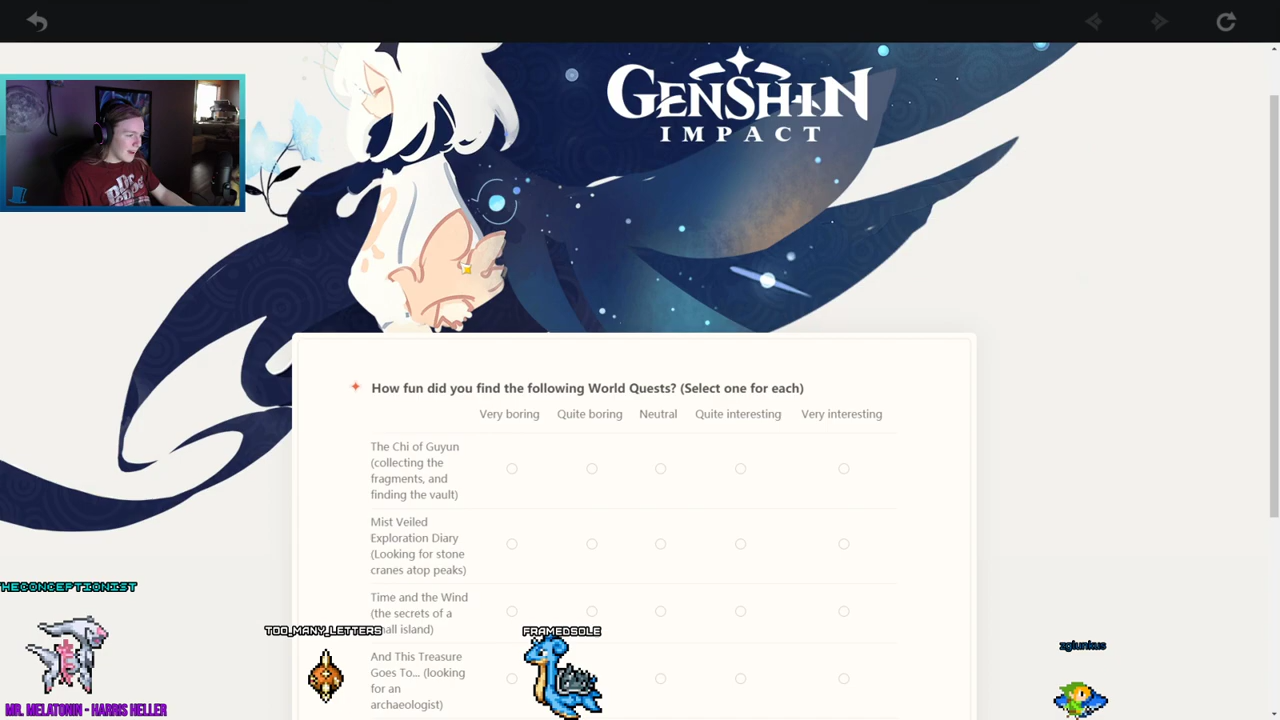 GENSHIN
IMPACT
How fun did you find the following World Quests? (Select one for each)
Very boring Quite boring Neutral Quite interesting Very interesting
The Chi of Guyun
(collecting the
fragments, and
finding the vault)
Mist Veiled
Exploration Diary
(Looking for stone
cranes atop peaks)
Time and the Wind
(the secrets of a
small island)
And This Treasure
Goes To... (looking
for an
archaeologist)
HECONCEPTIONIST
TOO_MANY_LETTERS
FRAMEDSOLE
zgiunkus
MR. MELATONIN - HARRIS HELLER